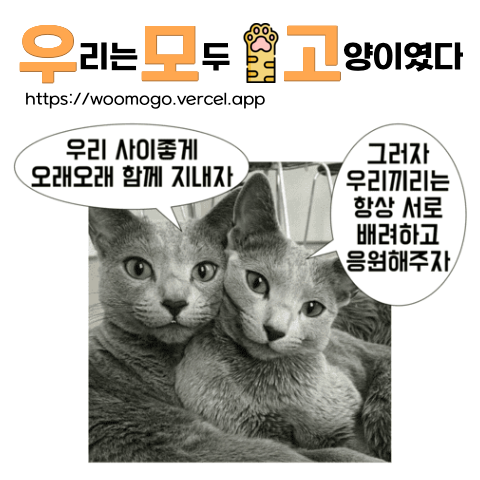 우리는 모두 고양이였다
https://woomogo.vercel.app
우리 사이좋게
오래오래 함께 지내자
그러자
우리끼리는
항상 서로
배려하고
응원해주자